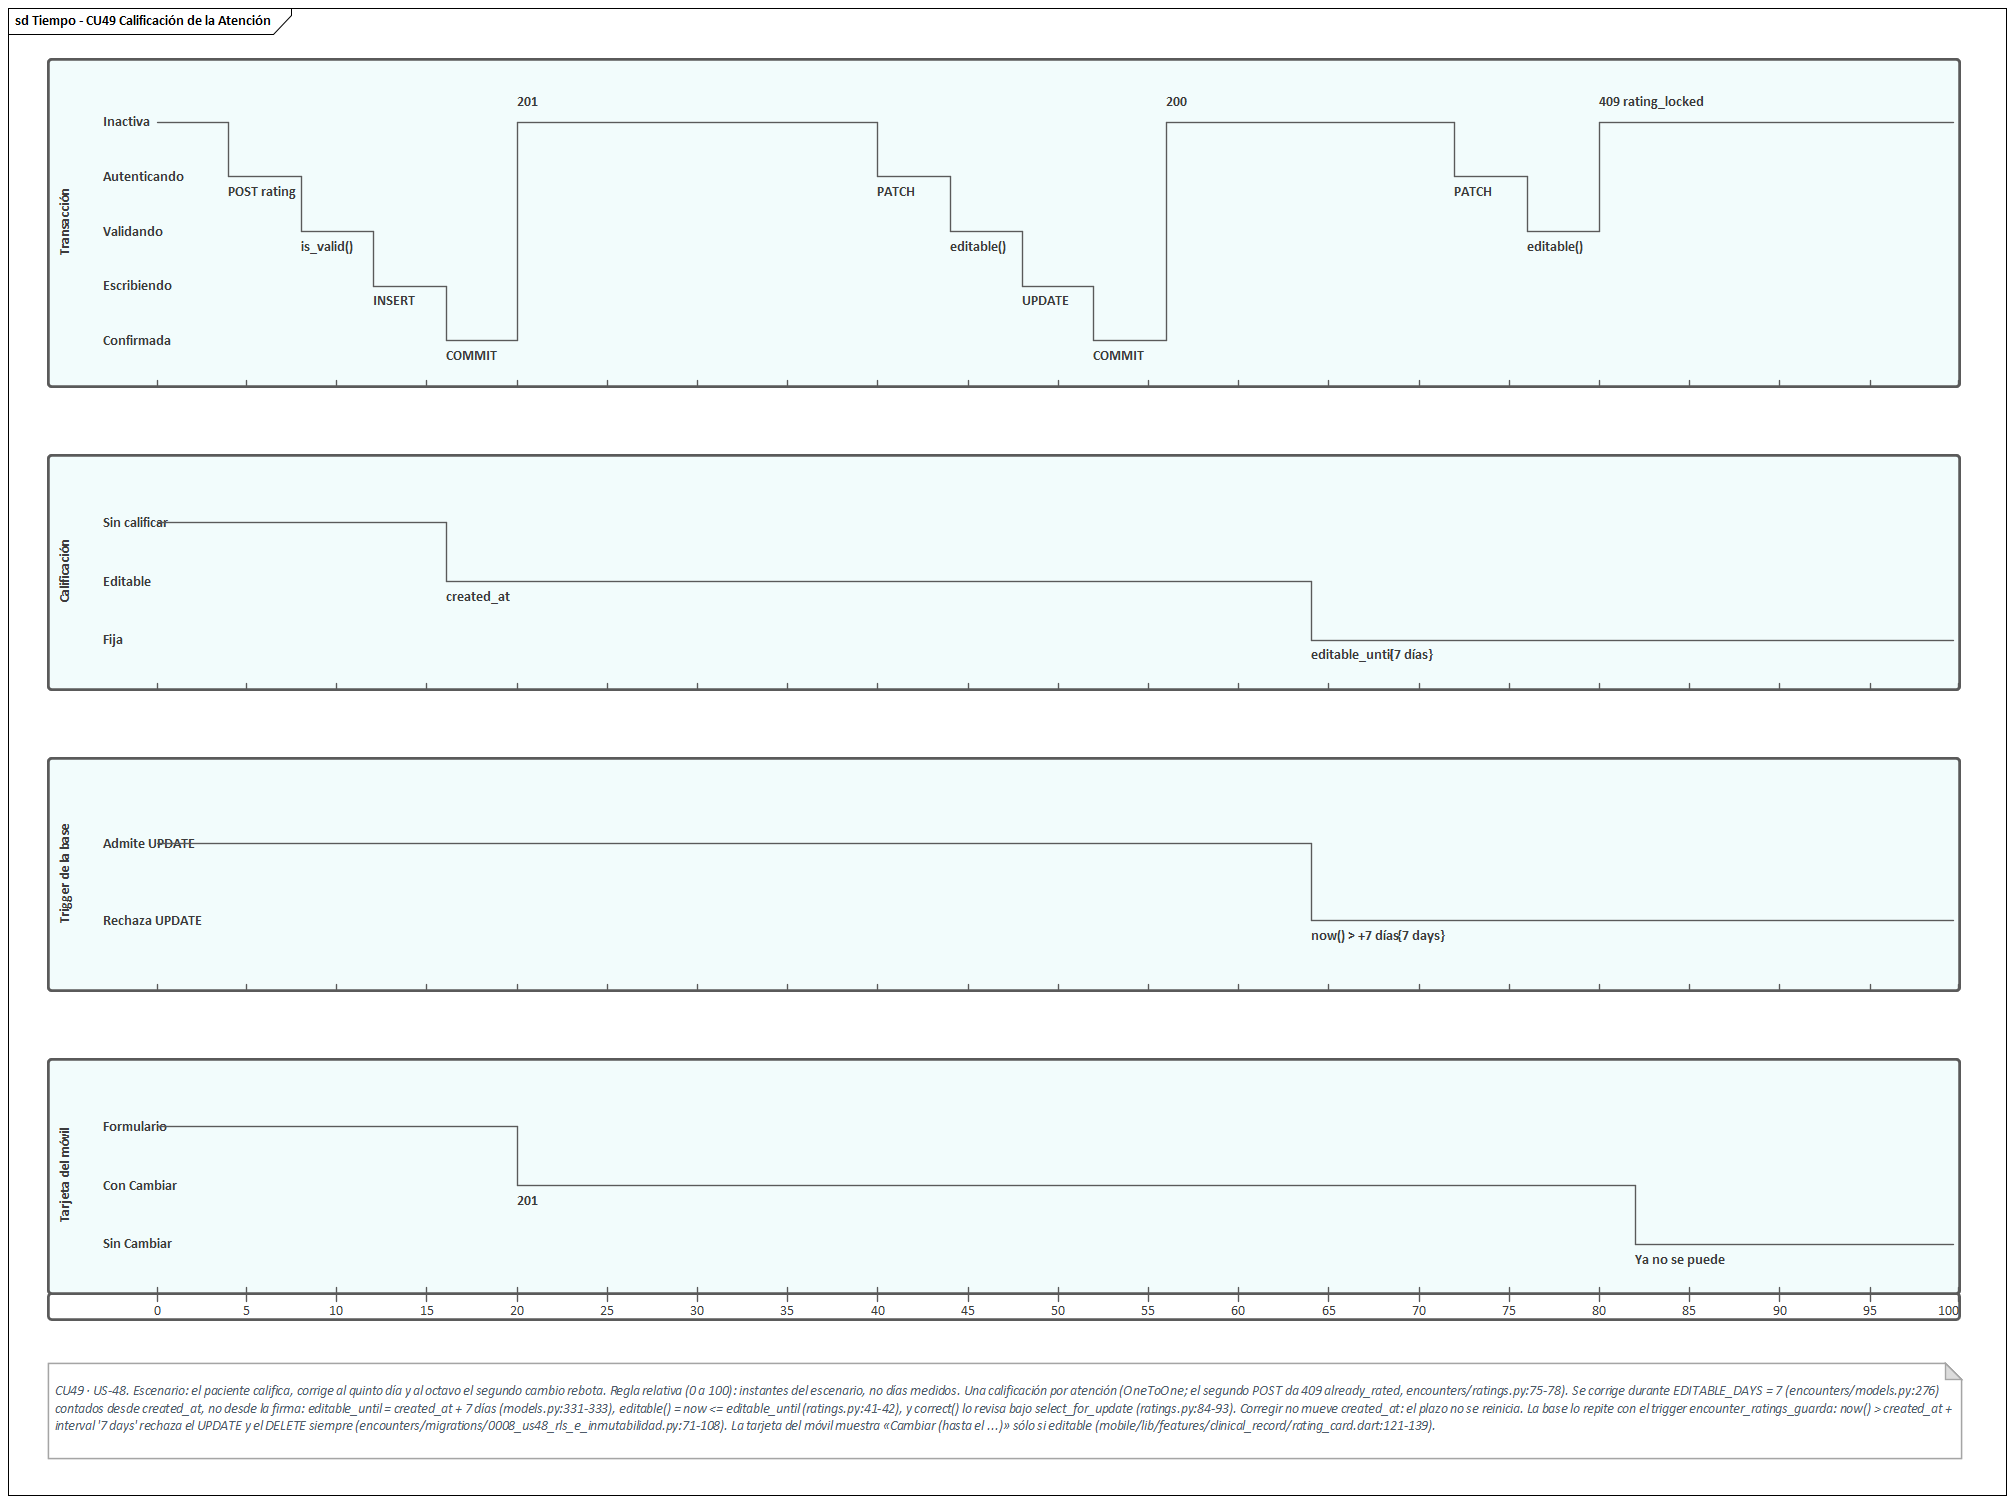 sd Tiempo - CU49 Calificación de la Atención
201
200
409 rating_locked
Inactiva
Autenticando
POST rating
PATCH
PATCH
Transacción
Validando
is_valid()
editable()
editable()
Escribiendo
INSERT
UPDATE
Confirmada
COMMIT
COMMIT
Sin calificar
Calificación
Editable
created_at
Fija
editable_until{7 días}
Admite UPDATE
Trigger de la base
Rechaza UPDATE
now() > +7 días{7 days}
Formulario
Tarjeta del móvil
Con Cambiar
201
Sin Cambiar
Ya no se puede
0 5 10 15 20 25 30 35 40 45 50 55 60 65 70 75 80 85 90 95 100
CU49 · US-48. Escenario: el paciente califica, corrige al quinto día y al octavo el segundo cambio rebota. Regla relativa (0 a 100): instantes del escenario, no días medidos. Una calificación por atención (OneToOne; el segundo POST da 409 already_rated, encounters/ratings.py:75-78). Se corrige durante EDITABLE_DAYS = 7 (encounters/models.py:276)
contados desde created_at, no desde la firma: editable_until = created_at + 7 días (models.py:331-333), editable() = now <= editable_until (ratings.py:41-42), y correct() lo revisa bajo select_for_update (ratings.py:84-93). Corregir no mueve created_at: el plazo no se reinicia. La base lo repite con el trigger encounter_ratings_guarda: now() > created_at +
interval '7 days' rechaza el UPDATE y el DELETE siempre (encounters/migrations/0008_us48_rls_e_inmutabilidad.py:71-108). La tarjeta del móvil muestra «Cambiar (hasta el ...)» sólo si editable (mobile/lib/features/clinical_record/rating_card.dart:121-139).